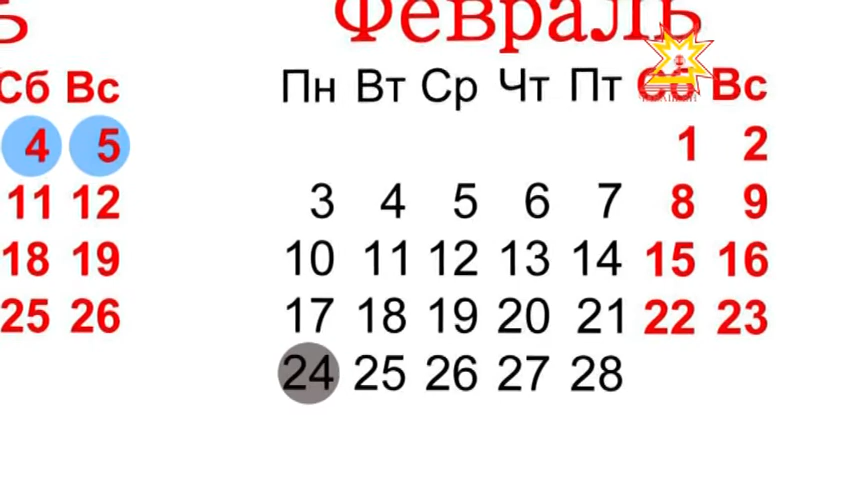 ь
Февраль
Сб Вс
Пн Вт Ср Чт Пт Сб Вс
4 5
1 2
11 12
3 4 5 6 7 8 9
18 19
10 11 12 13 14 15 16
25 26
17 18 19 20 21 22 23
24 25 26 27 28